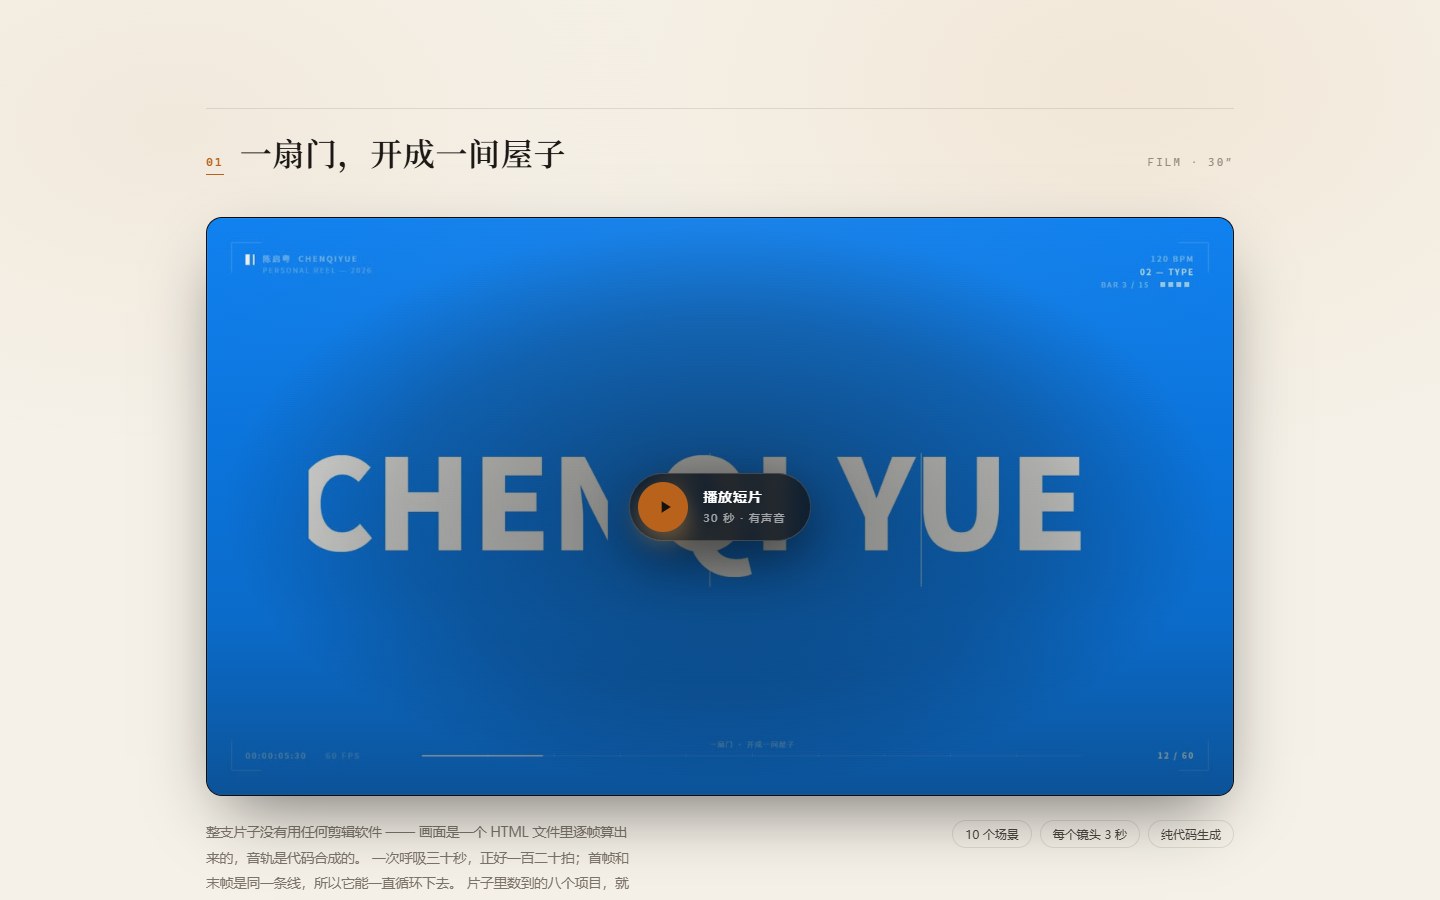 01 一扇门，开成一间屋子
FILM · 30″
陈启粤 CHENQIYUE
PERSONAL RESE — 2026
120 BPM
02 — TYPE
BAR 3 / 15
CHENQI YUE
播放短片
30 秒 · 有声音
一扇门 · 开成一间屋子
00:00:05:30 60 FPS
12 / 60
整支片子没有用任何剪辑软件 —— 画面是一个 HTML 文件里逐帧算出
来的，音轨是代码合成的。 一次呼吸三十秒，正好一百二十拍；首帧和
末帧是同一条线，所以它能一直循环下去。 片子里数到的八个项目，就
10 个场景
每个镜头 3 秒
纯代码生成